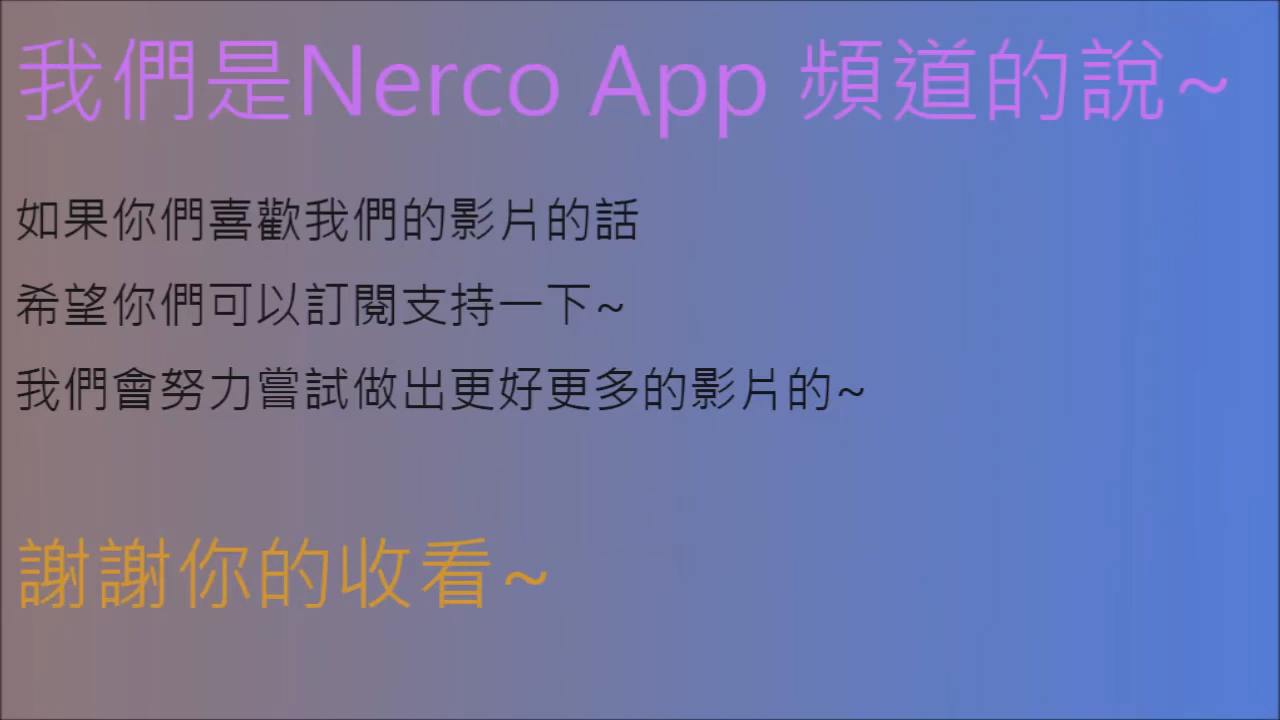 我們是Nerco App 頻道的說~
如果你們喜歡我們的影片的話
希望你們可以訂閱支持一下~
我們會努力嘗試做出更好更多的影片的~
謝謝你的收看~